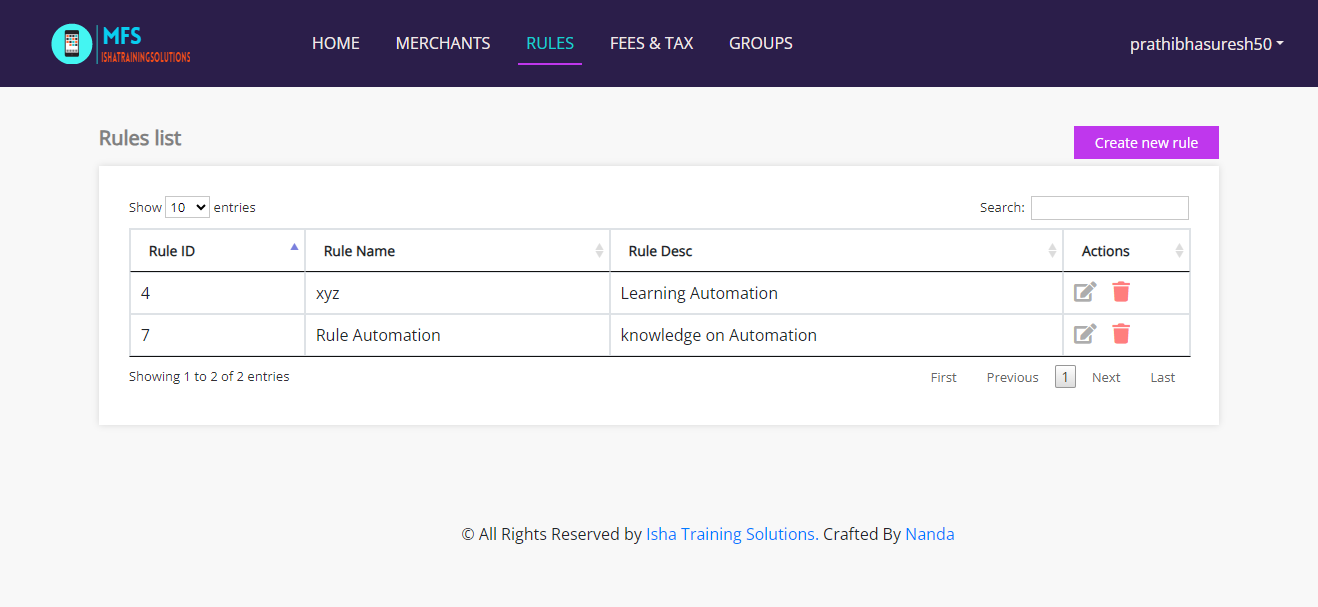 MFS
ISHATRAININGSOLUTIONS
HOME MERCHANTS RULES FEES & TAX GROUPS prathibhasuresh50
Rules list
Create new rule
Show 10 entries Search:
Rule ID Rule Name Rule Desc Actions
4 xyz Learning Automation
7 Rule Automation knowledge on Automation
Showing 1 to 2 of 2 entries First Previous 1 Next Last
© All Rights Reserved by Isha Training Solutions. Crafted By Nanda